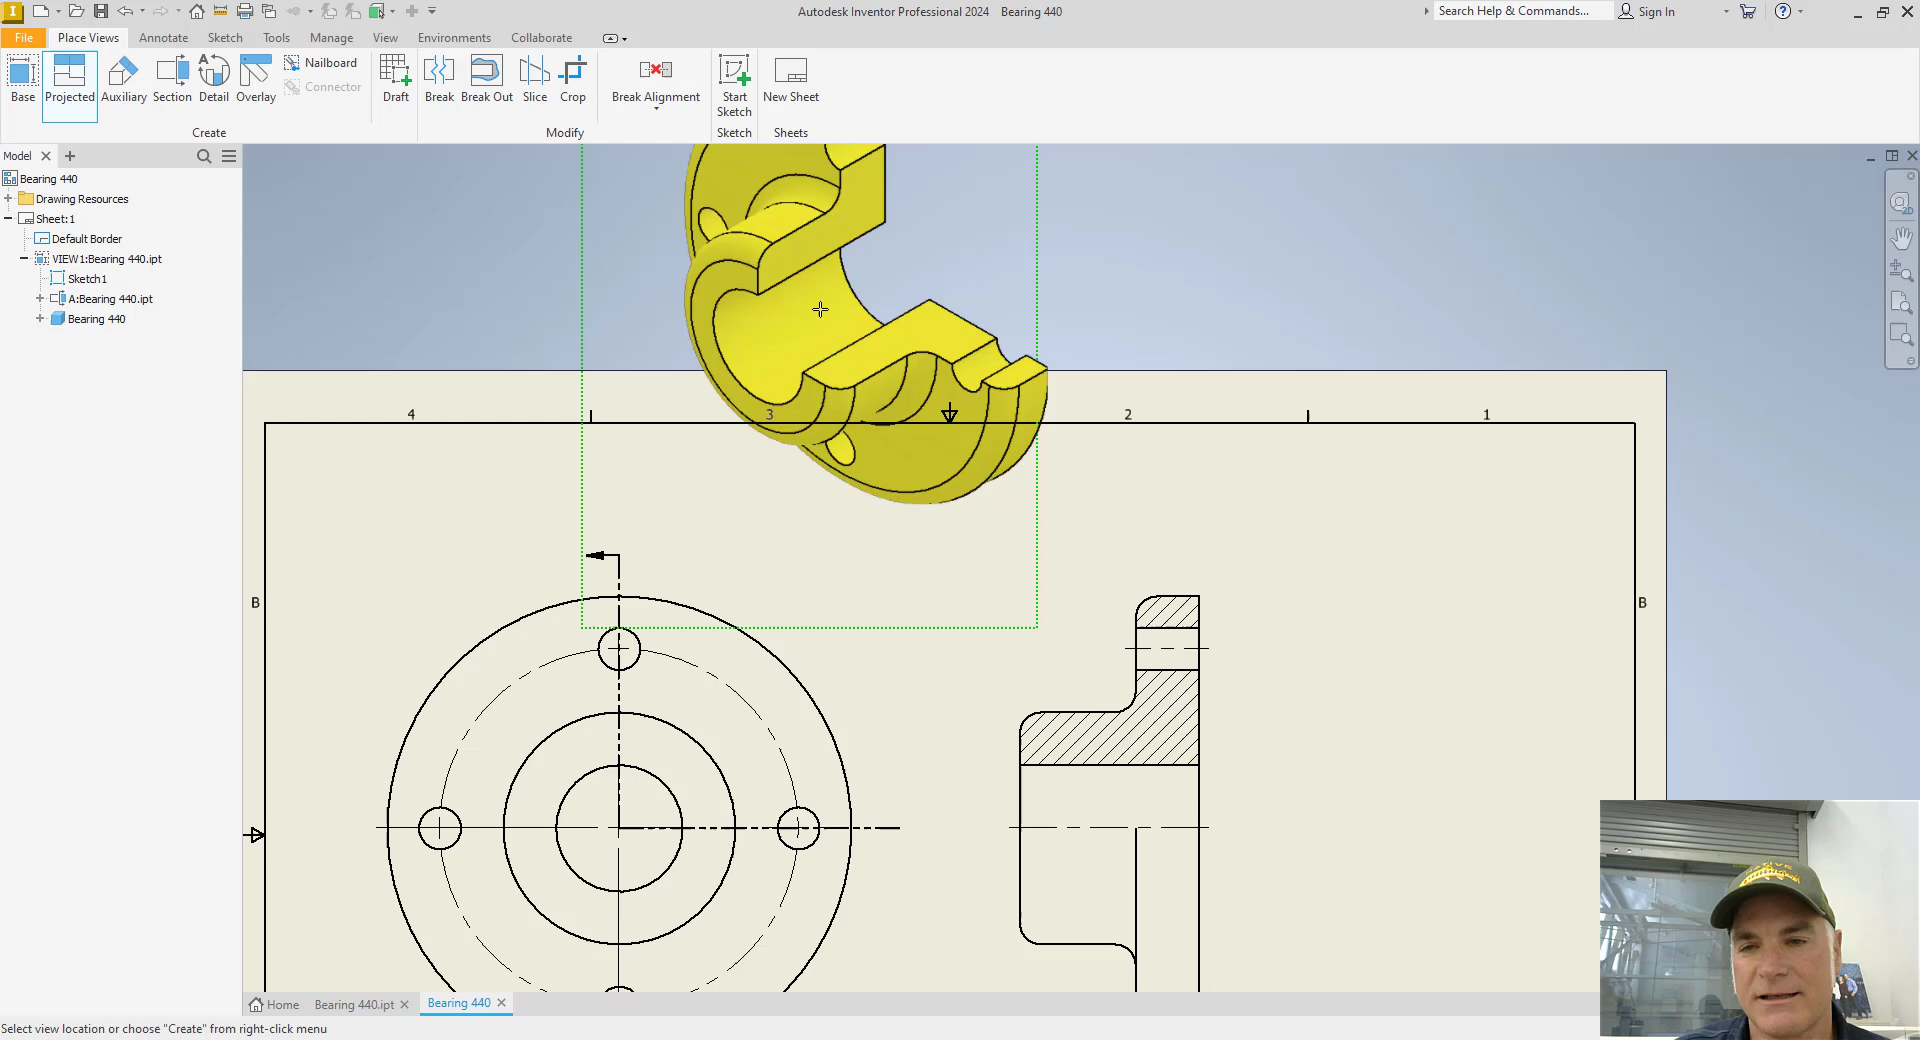 Autodesk Inventor Professional 2024 Bearing 440
Search Help & Commands...
Sign In
File
Place Views
Annotate
Sketch
Tools
Manage
View
Environments
Collaborate
Base
Projected
Auxiliary
Section
Detail
Overlay
Nailboard
Connector
Draft
Break
Break Out
Slice
Crop
Break Alignment
Start
Sketch
New Sheet
Create
Modify
Sketch
Sheets
Model
Bearing 440
Drawing Resources
Sheet:1
Default Border
VIEW1:Bearing 440.ipt
Sketch1
A:Bearing 440.ipt
Bearing 440
2D
4
3
2
1
B
B
Home
Bearing 440.ipt
Bearing 440
Select view location or choose "Create" from right-click menu